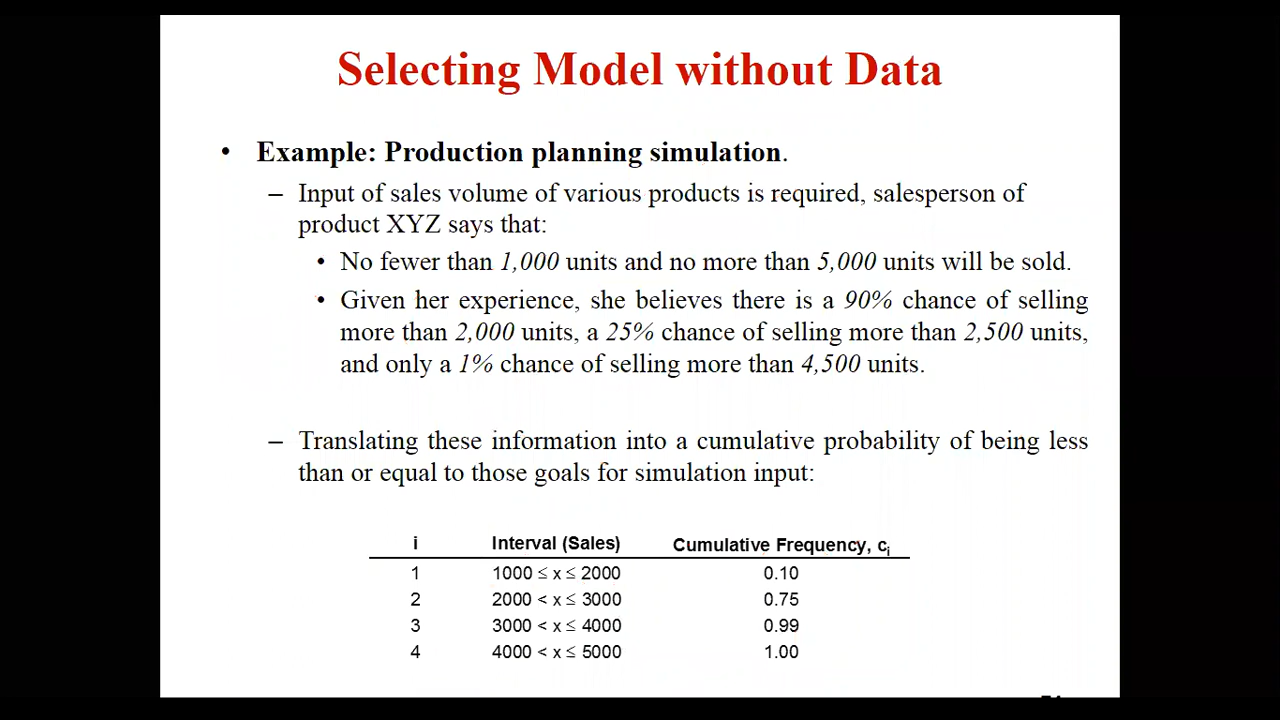 Selecting Model without Data
• Example: Production planning simulation.
– Input of sales volume of various products is required, salesperson of
product XYZ says that:
• No fewer than 1,000 units and no more than 5,000 units will be sold.
• Given her experience, she believes there is a 90% chance of selling
more than 2,000 units, a 25% chance of selling more than 2,500 units,
and only a 1% chance of selling more than 4,500 units.
– Translating these information into a cumulative probability of being less
than or equal to those goals for simulation input:
i Interval (Sales) Cumulative Frequency, ci
1 1000 ≤ x ≤ 2000 0.10
2 2000 < x ≤ 3000 0.75
3 3000 < x ≤ 4000 0.99
4 4000 < x ≤ 5000 1.00